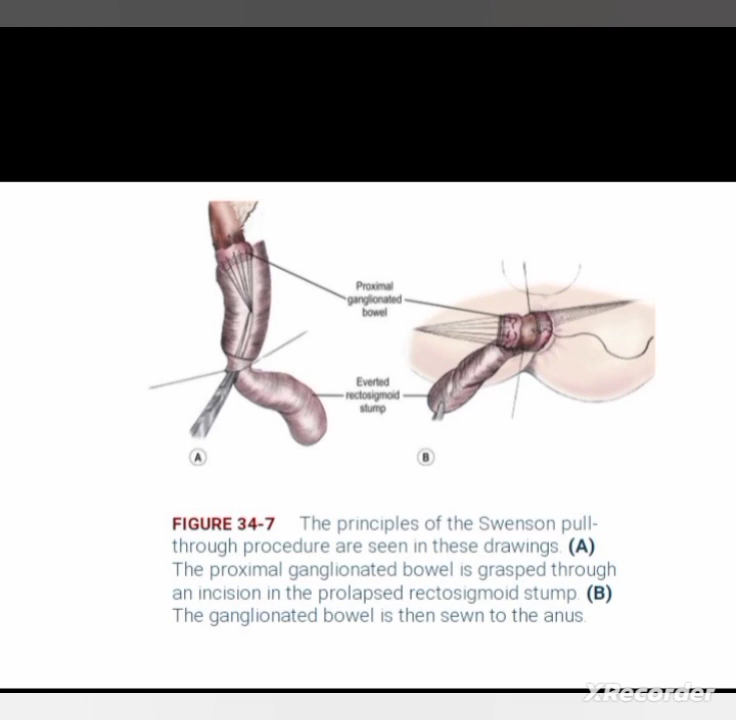 Proximal
ganglionated
bowel
Everted
rectosigmoid
stump
A
B
FIGURE 34-7 The principles of the Swenson pull-
through procedure are seen in these drawings. (A)
The proximal ganglionated bowel is grasped through
an incision in the prolapsed rectosigmoid stump. (B)
The ganglionated bowel is then sewn to the anus.
XRecorder